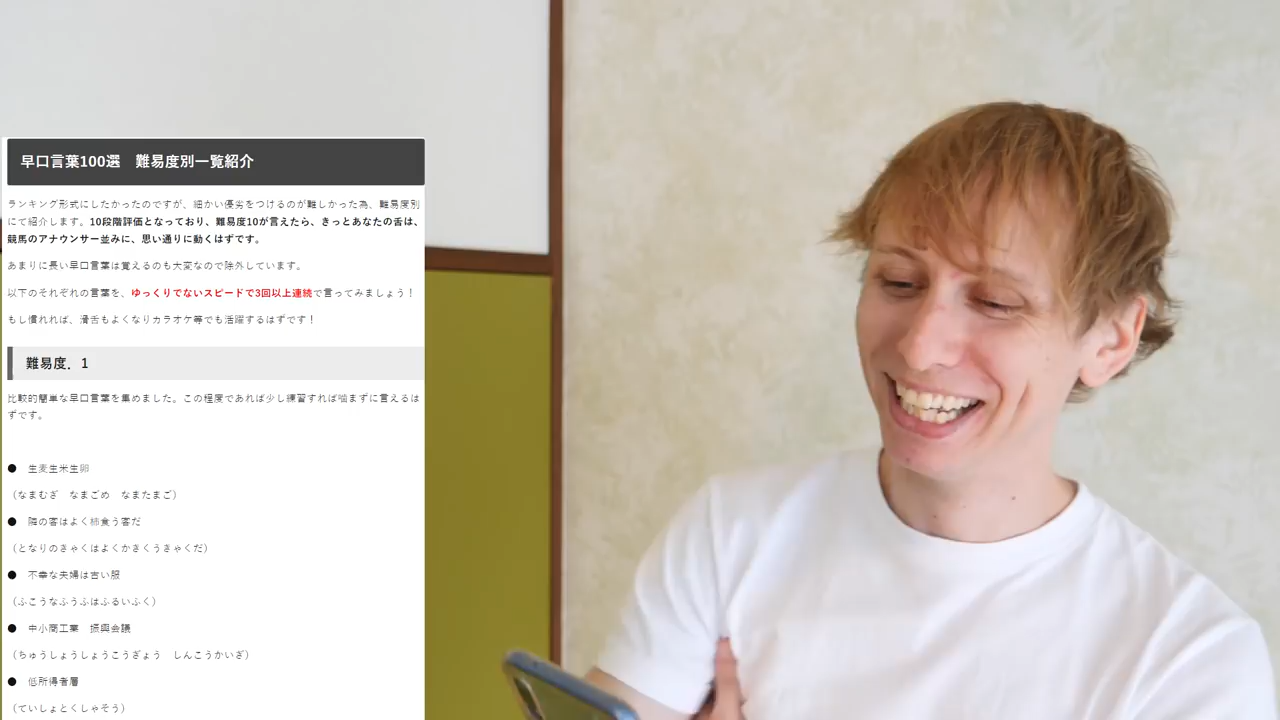 早口言葉100選　難易度別一覧紹介
ランキング形式にしたかったのですが、細かい優劣をつけるのが難しかった為、難易度別
にて紹介します。10段階評価となっており、難易度10が言えたら、きっとあなたの舌は、
競馬のアナウンサー並みに、思い通りに動くはずです。
あまりに長い早口言葉は覚えるのも大変なので除外しています。
以下のそれぞれの言葉を、ゆっくりでないスピードで3回以上連続で言ってみましょう！
もし慣れれば、滑舌もよくなりカラオケ等でも活躍するはずです！
難易度．1
比較的簡単な早口言葉を集めました。この程度であれば少し練習すれば噛まずに言えるは
ずです。
●　生麦生米生卵
（なまむぎ　なまごめ　なまたまご）
●　隣の客はよく柿食う客だ
（となりのきゃくはよくかきくうきゃくだ）
●　不幸な夫婦は古い服
（ふこうなふうふはふるいふく）
●　中小商工業　振興会議
（ちゅうしょうしょうこうぎょう　しんこうかいぎ）
●　低所得者層
（ていしょとくしゃそう）